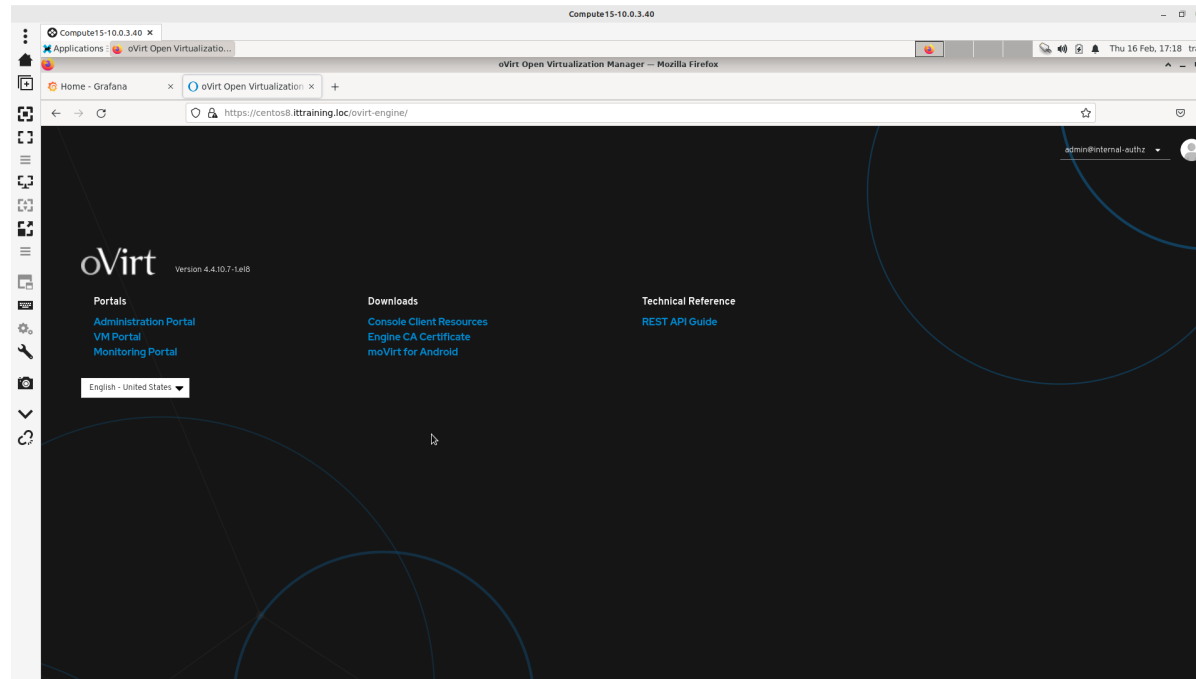 Compute15-10.0.3.40
Compute15-10.0.3.40
Applications
oVirt Open Virtualizatio...
Thu 16 Feb, 17:18
oVirt Open Virtualization Manager — Mozilla Firefox
Home - Grafana
oVirt Open Virtualization
https://centos8.ittraining.loc/ovirt-engine/
admin@internal-authz
oVirt Version 4.4.10.7-1.el8
Portals
Administration Portal
VM Portal
Monitoring Portal
Downloads
Console Client Resources
Engine CA Certificate
moVirt for Android
Technical Reference
REST API Guide
English - United States